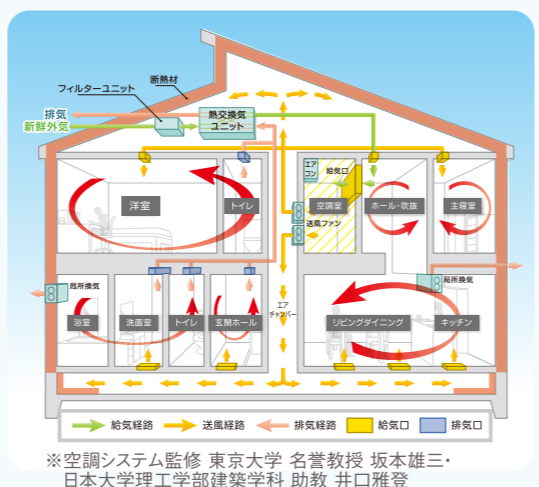 断熱材
フィルターユニット
排気
新鮮外気
熱交換気
ユニット
エア
コン
給気口
洋室
トイレ
空調室
ホール・吹抜
主寝室
送風ファン
局所換気
局所換気
エア
チャンバー
浴室
洗面室
トイレ
玄関ホール
リビングダイニング
キッチン
給気経路
送風経路
排気経路
給気口
排気口
※空調システム監修 東京大学 名誉教授 坂本雄三・
日本大学理工学部建築学科 助教 井口雅登